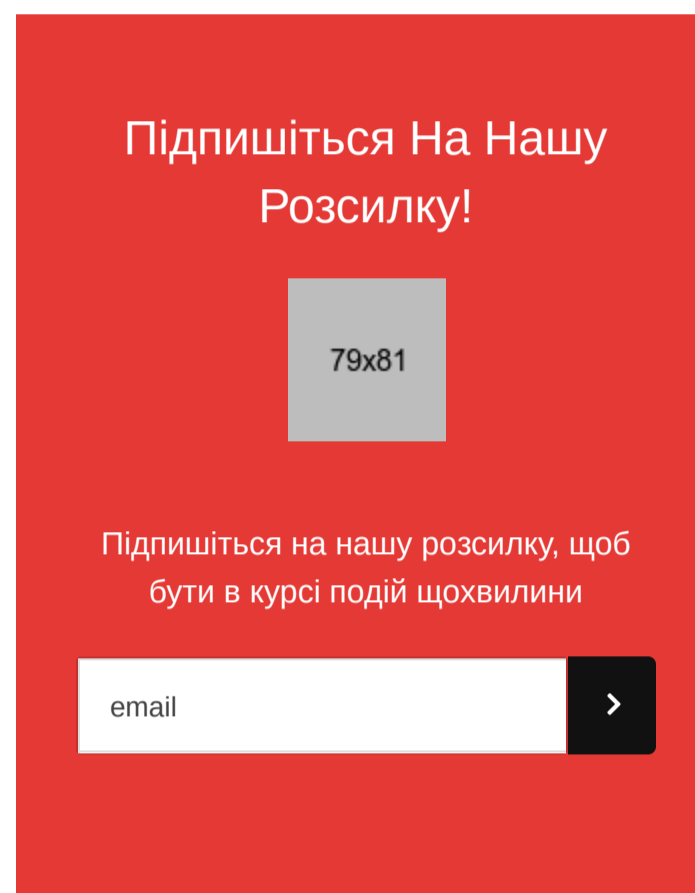 Підпишіться На Нашу
Розсилку!
79x81
Підпишіться на нашу розсилку, щоб
бути в курсі подій щохвилини
email